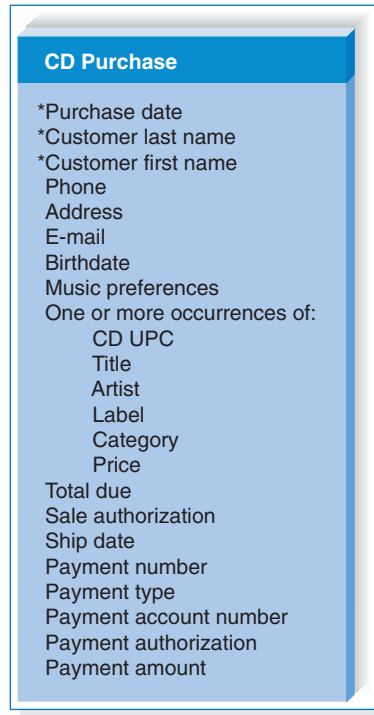 CD Purchase
*Purchase date
*Customer last name
*Customer first name
Phone
Address
E-mail
Birthdate
Music preferences
One or more occurrences of:
CD UPC
Title
Artist
Label
Category
Price
Total due
Sale authorization
Ship date
Payment number
Payment type
Payment account number
Payment authorization
Payment amount